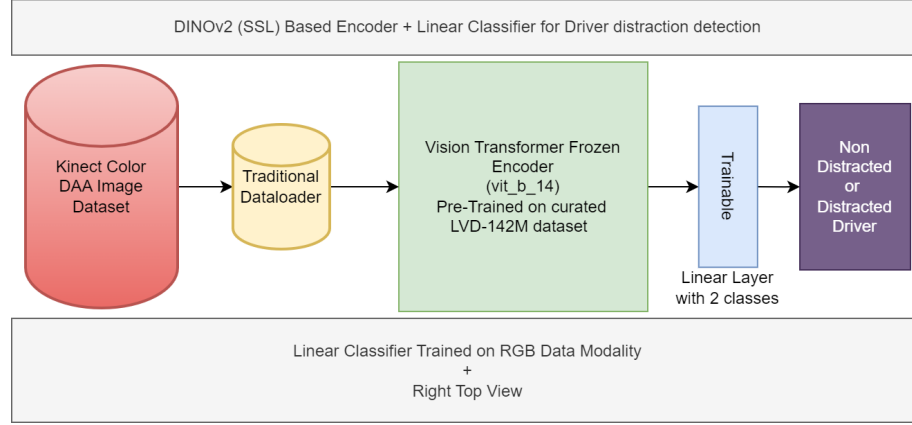 DINOv2 (SSL) Based Encoder + Linear Classifier for Driver distraction detection
Kinect Color
DAA Image
Dataset
Traditional
Dataloader
Vision Transformer Frozen
Encoder
(vit_b_14)
Pre-Trained on curated
LVD-142M dataset
Trainable
Linear Layer
with 2 classes
Non
Distracted
or
Distracted
Driver
Linear Classifier Trained on RGB Data Modality
+
Right Top View